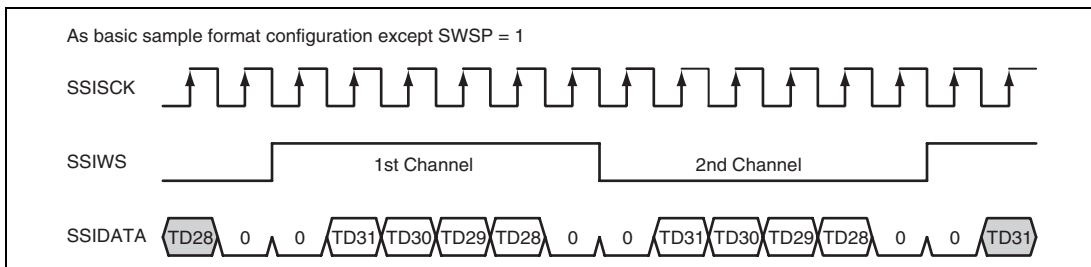 As basic sample format configuration except SWSP = 1
SSISCK
SSIWS 1st Channel 2nd Channel
SSIDATA TD28 0 0 TD31 TD30 TD29 TD28 0 0 TD31 TD30 TD29 TD28 0 0 TD31